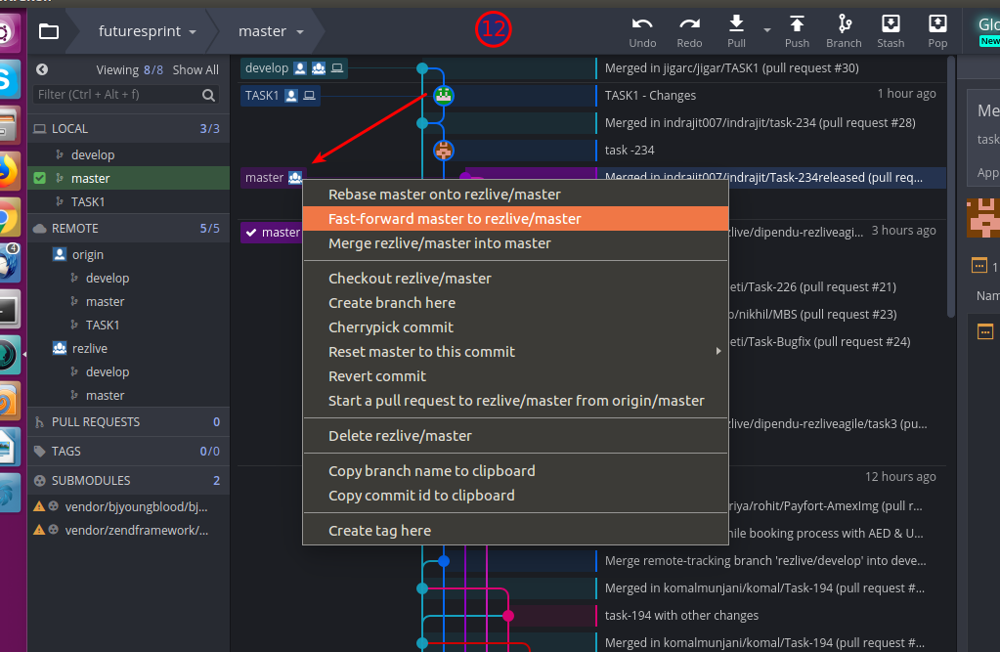 futuresprint
master
12
Undo
Redo
Pull
Push
Branch
Stash
Pop
New
Viewing 8/8 Show All
Filter (Ctrl + Alt + f)
LOCAL 3/3
develop
master
TASK1
REMOTE 5/5
origin
develop
master
TASK1
rezlive
develop
master
PULL REQUESTS 0
TAGS 0/0
SUBMODULES 2
vendor/bjyoungblood/bj...
vendor/zendframework/...
develop
Merged in jigarc/jigar/TASK1 (pull request #30)
TASK1
TASK1 - Changes
1 hour ago
Merged in indrajit007/indrajit/task-234 (pull request #28)
task -234
master
Merged in indrajit007/indrajit/Task-234released (pull req...
master
zlive/dipendu-rezliveagi...
3 hours ago
eti/Task-226 (pull request #21)
o/nikhil/MBS (pull request #23)
eti/Task-Bugfix (pull request #24)
zlive/dipendu-rezliveagile/task3 (pu...
12 hours ago
riya/rohit/Payfort-AmexImg (pull r...
hile booking process with AED & U...
Merge remote-tracking branch 'rezlive/develop' into deve...
Merged in komalmunjani/komal/Task-194 (pull request #...
task-194 with other changes
Merged in komalmunjani/komal/Task-194 (pull request #...
Rebase master onto rezlive/master
Fast-forward master to rezlive/master
Merge rezlive/master into master
Checkout rezlive/master
Create branch here
Cherrypick commit
Reset master to this commit
Revert commit
Start a pull request to rezlive/master from origin/master
Delete rezlive/master
Copy branch name to clipboard
Copy commit id to clipboard
Create tag here
Me
task
App
1
Nam
4